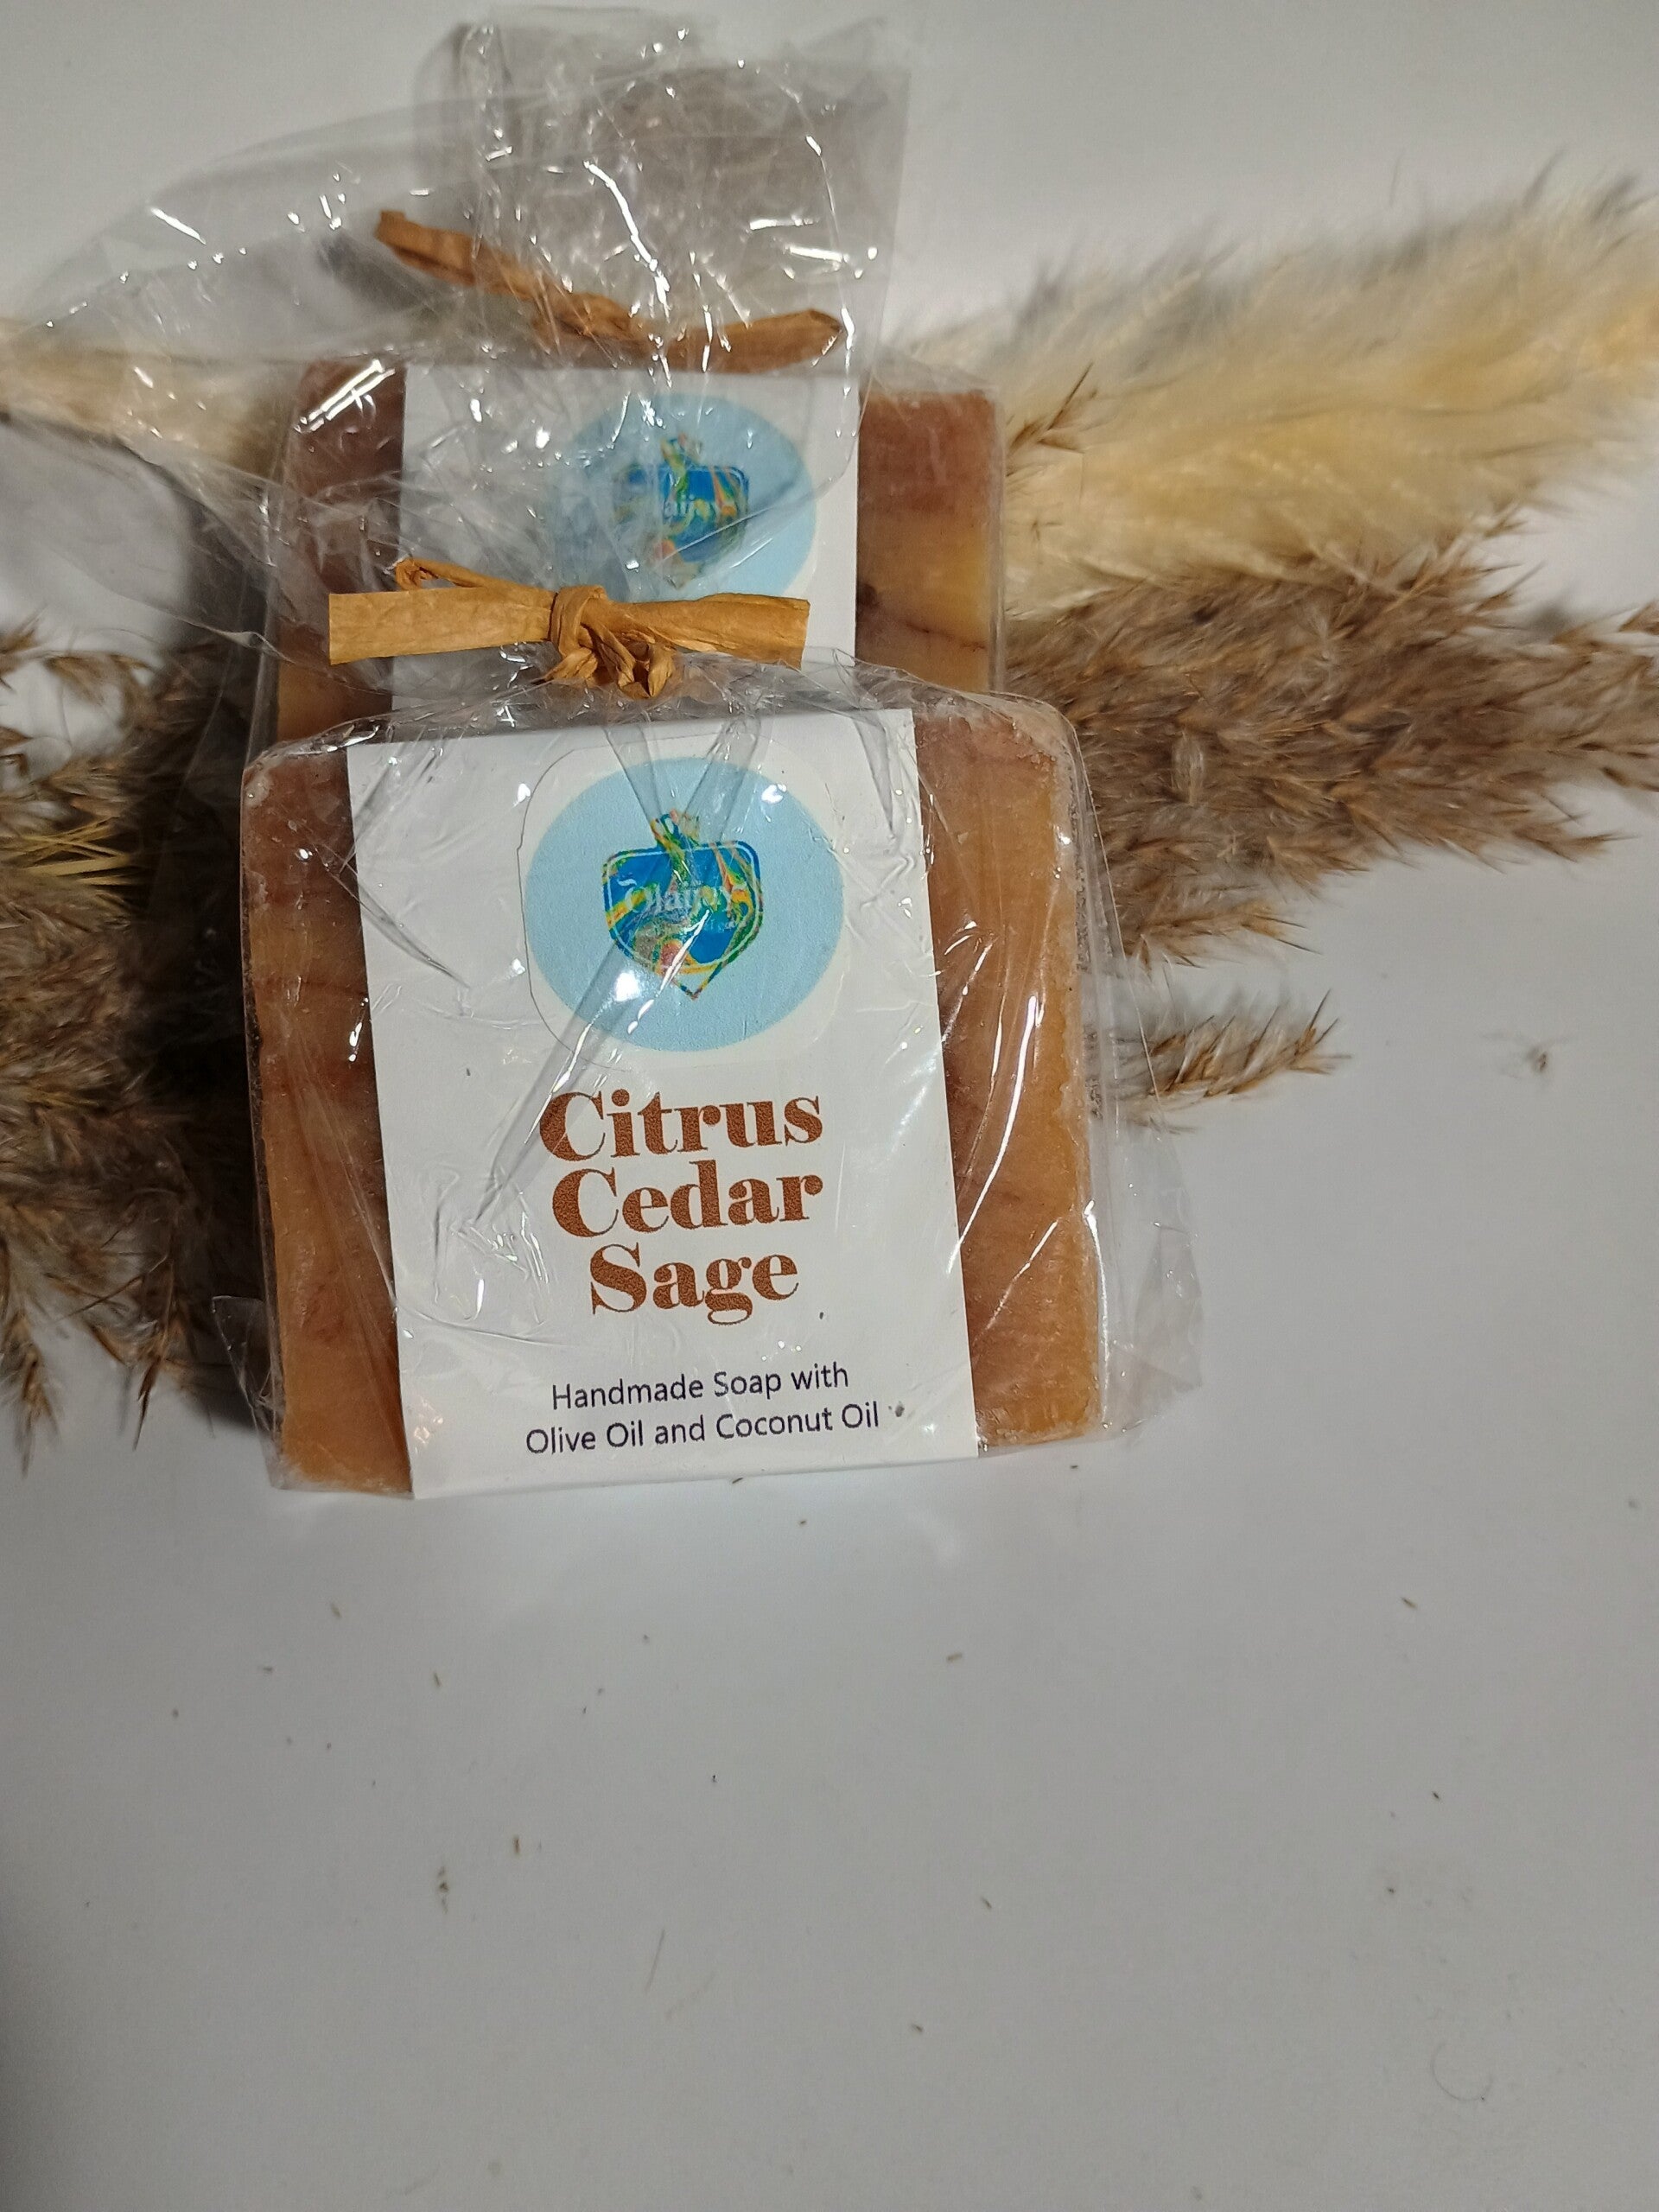 Citrus
Cedar
Sage
Handmade Soap with
Olive Oil and Coconut Oil